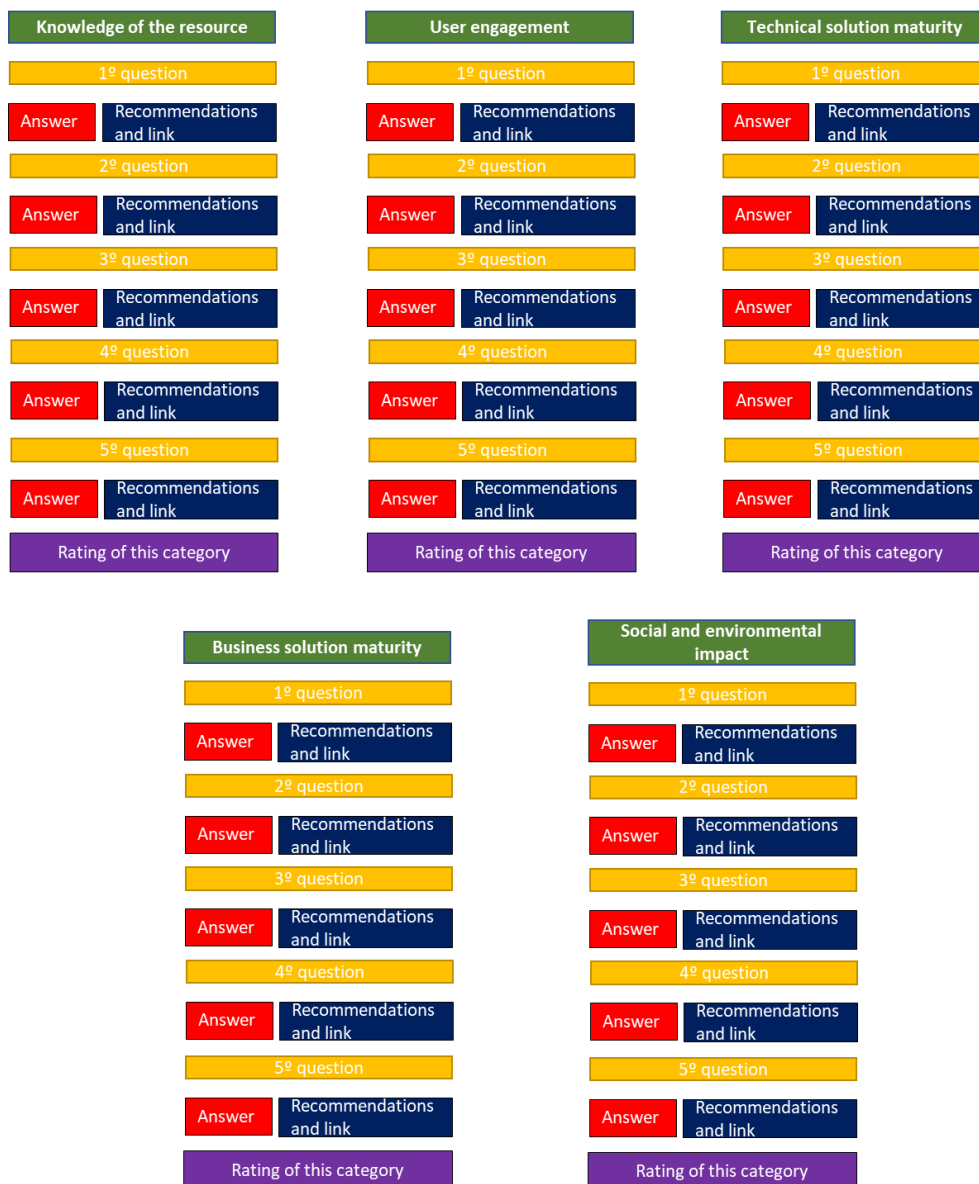 Knowledge of the resource
1º question
Answer
Recommendations
and link
2º question
Answer
Recommendations
and link
3º question
Answer
Recommendations
and link
4º question
Answer
Recommendations
and link
5º question
Answer
Recommendations
and link
Rating of this category
User engagement
1º question
Answer
Recommendations
and link
2º question
Answer
Recommendations
and link
3º question
Answer
Recommendations
and link
4º question
Answer
Recommendations
and link
5º question
Answer
Recommendations
and link
Rating of this category
Technical solution maturity
1º question
Answer
Recommendations
and link
2º question
Answer
Recommendations
and link
3º question
Answer
Recommendations
and link
4º question
Answer
Recommendations
and link
5º question
Answer
Recommendations
and link
Rating of this category
Business solution maturity
1º question
Answer
Recommendations
and link
2º question
Answer
Recommendations
and link
3º question
Answer
Recommendations
and link
4º question
Answer
Recommendations
and link
5º question
Answer
Recommendations
and link
Rating of this category
Social and environmental
impact
1º question
Answer
Recommendations
and link
2º question
Answer
Recommendations
and link
3º question
Answer
Recommendations
and link
4º question
Answer
Recommendations
and link
5º question
Answer
Recommendations
and link
Rating of this category